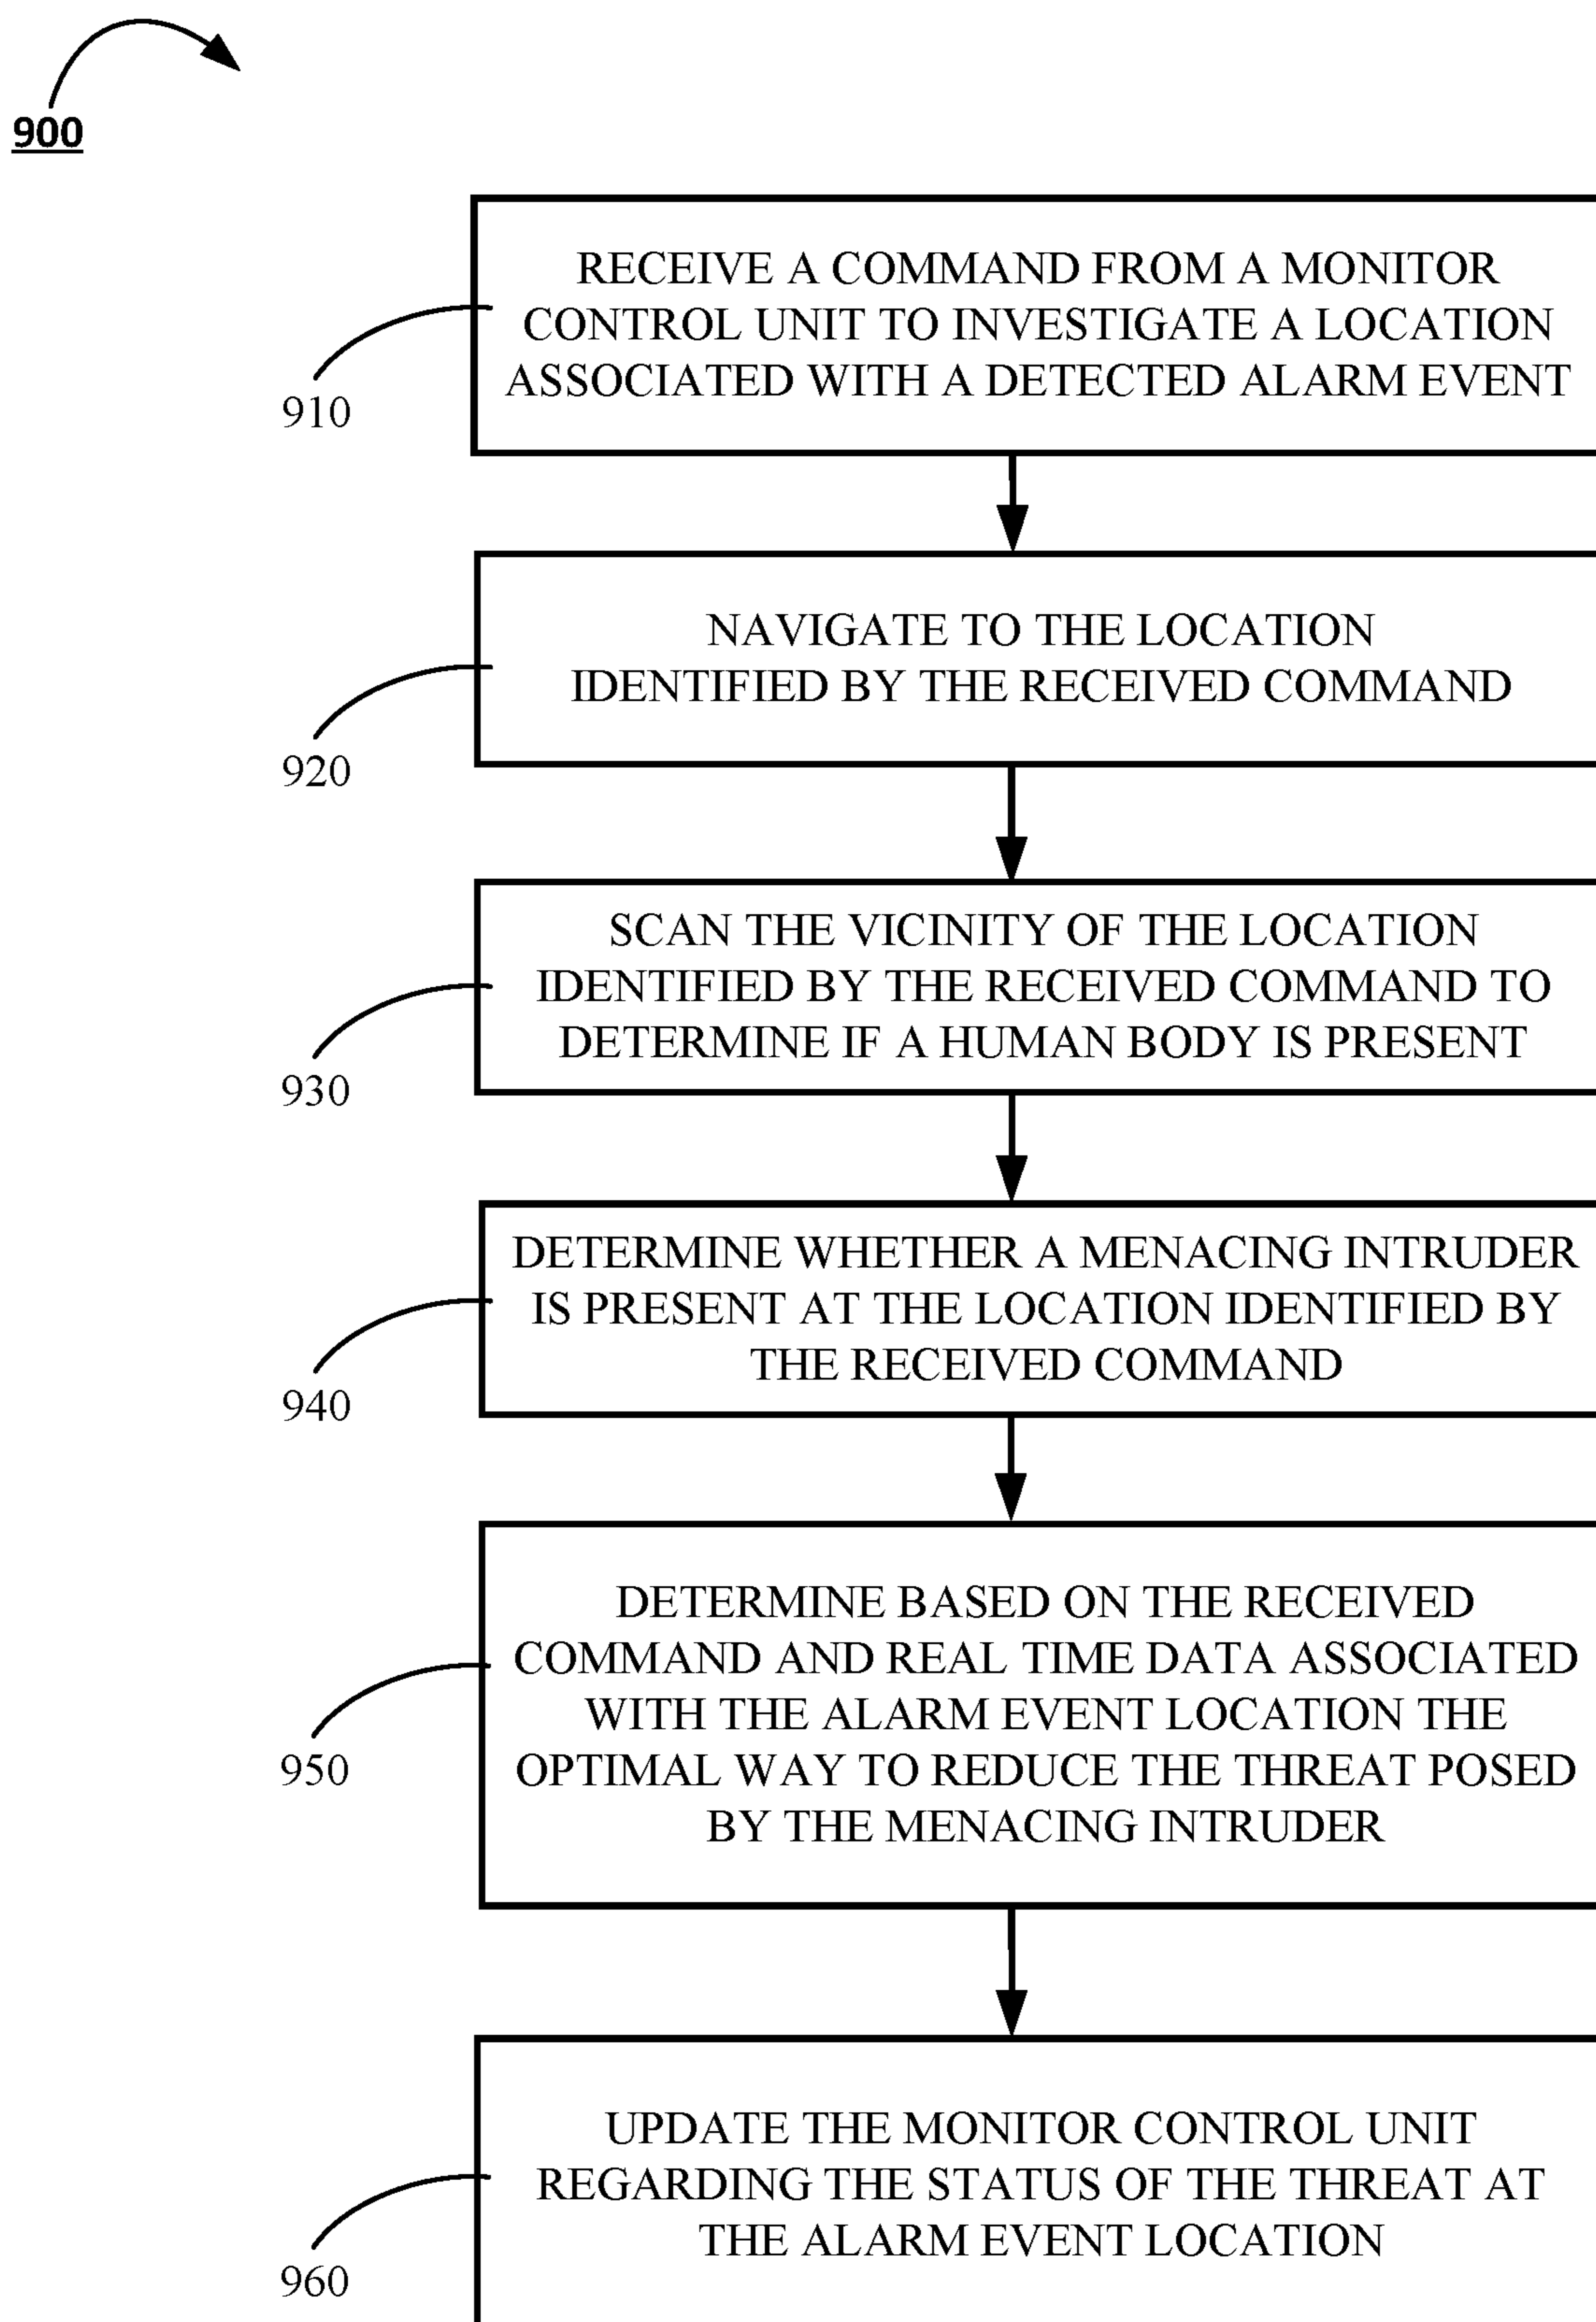 900
RECEIVE A COMMAND FROM A MONITOR
CONTROL UNIT TO INVESTIGATE A LOCATION
ASSOCIATED WITH A DETECTED ALARM EVENT
910
NAVIGATE TO THE LOCATION
IDENTIFIED BY THE RECEIVED COMMAND
920
SCAN THE VICINITY OF THE LOCATION
IDENTIFIED BY THE RECEIVED COMMAND TO
DETERMINE IF A HUMAN BODY IS PRESENT
930
DETERMINE WHETHER A MENACING INTRUDER
IS PRESENT AT THE LOCATION IDENTIFIED BY
THE RECEIVED COMMAND
940
DETERMINE BASED ON THE RECEIVED
COMMAND AND REAL TIME DATA ASSOCIATED
WITH THE ALARM EVENT LOCATION THE
OPTIMAL WAY TO REDUCE THE THREAT POSED
BY THE MENACING INTRUDER
950
UPDATE THE MONITOR CONTROL UNIT
REGARDING THE STATUS OF THE THREAT AT
THE ALARM EVENT LOCATION
960